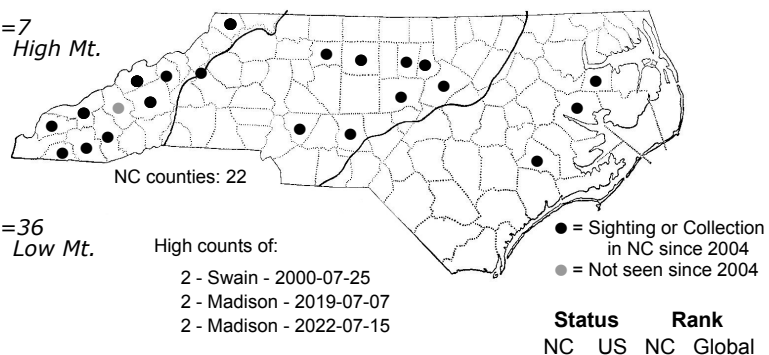 =7
High Mt.
NC counties: 22
=36
Low Mt.
High counts of:
2 - Swain - 2000-07-25
2 - Madison - 2019-07-07
2 - Madison - 2022-07-15
● = Sighting or Collection
in NC since 2004
● = Not seen since 2004
Status Rank
NC US NC Global